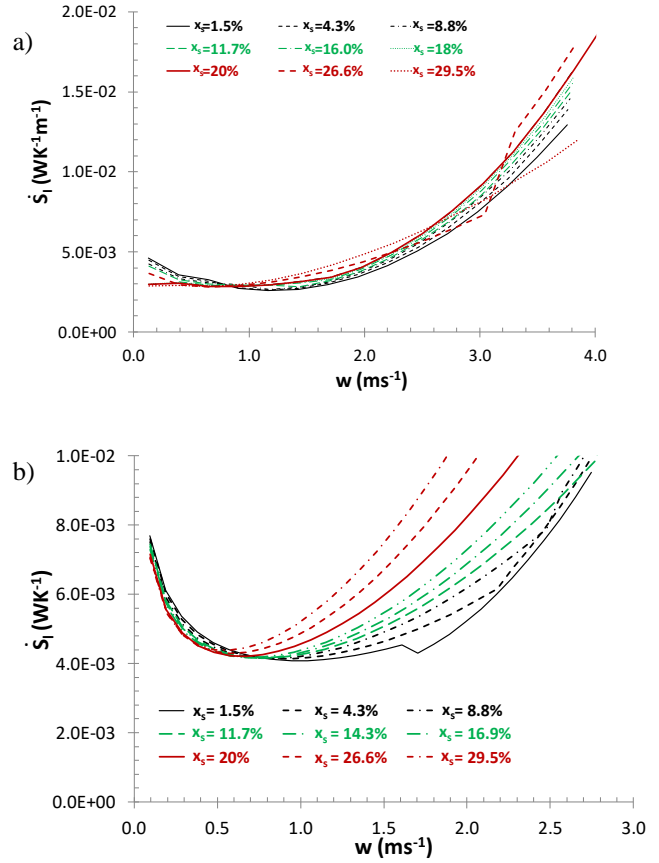 a)
2.0E-02
1.5E-02
1.0E-02
5.0E-03
0.0E+00
ṠI (WK-1m-1)
xs=1.5% xs=4.3% xs=8.8%
xs=11.7% xs=16.0% xs=18%
xs=20% xs=26.6% xs=29.5%
0.0 1.0 2.0 3.0 4.0
w (ms-1)
b)
1.0E-02
8.0E-03
6.0E-03
4.0E-03
2.0E-03
0.0E+00
ṠI (WK-1)
xs= 1.5% xs= 4.3% xs= 8.8%
xs= 11.7% xs= 14.3% xs= 16.9%
xs= 20% xs= 26.6% xs= 29.5%
0.0 0.5 1.0 1.5 2.0 2.5 3.0
w (ms-1)